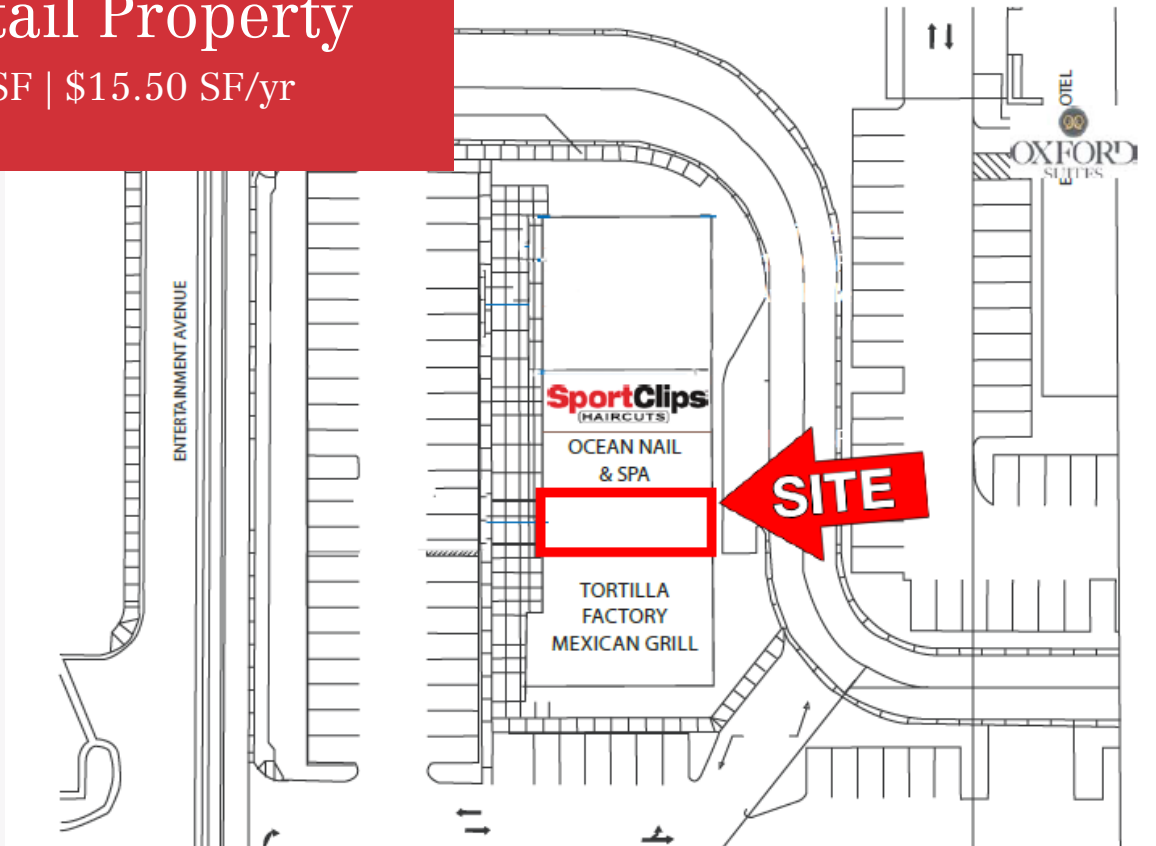 tail Property
SF | $15.50 SF/yr
OTEL
OXFORD
SUITES
E
ENTERTAINMENT AVENUE
SportClips
HAIRCUTS
OCEAN NAIL
& SPA
SITE
TORTILLA
FACTORY
MEXICAN GRILL